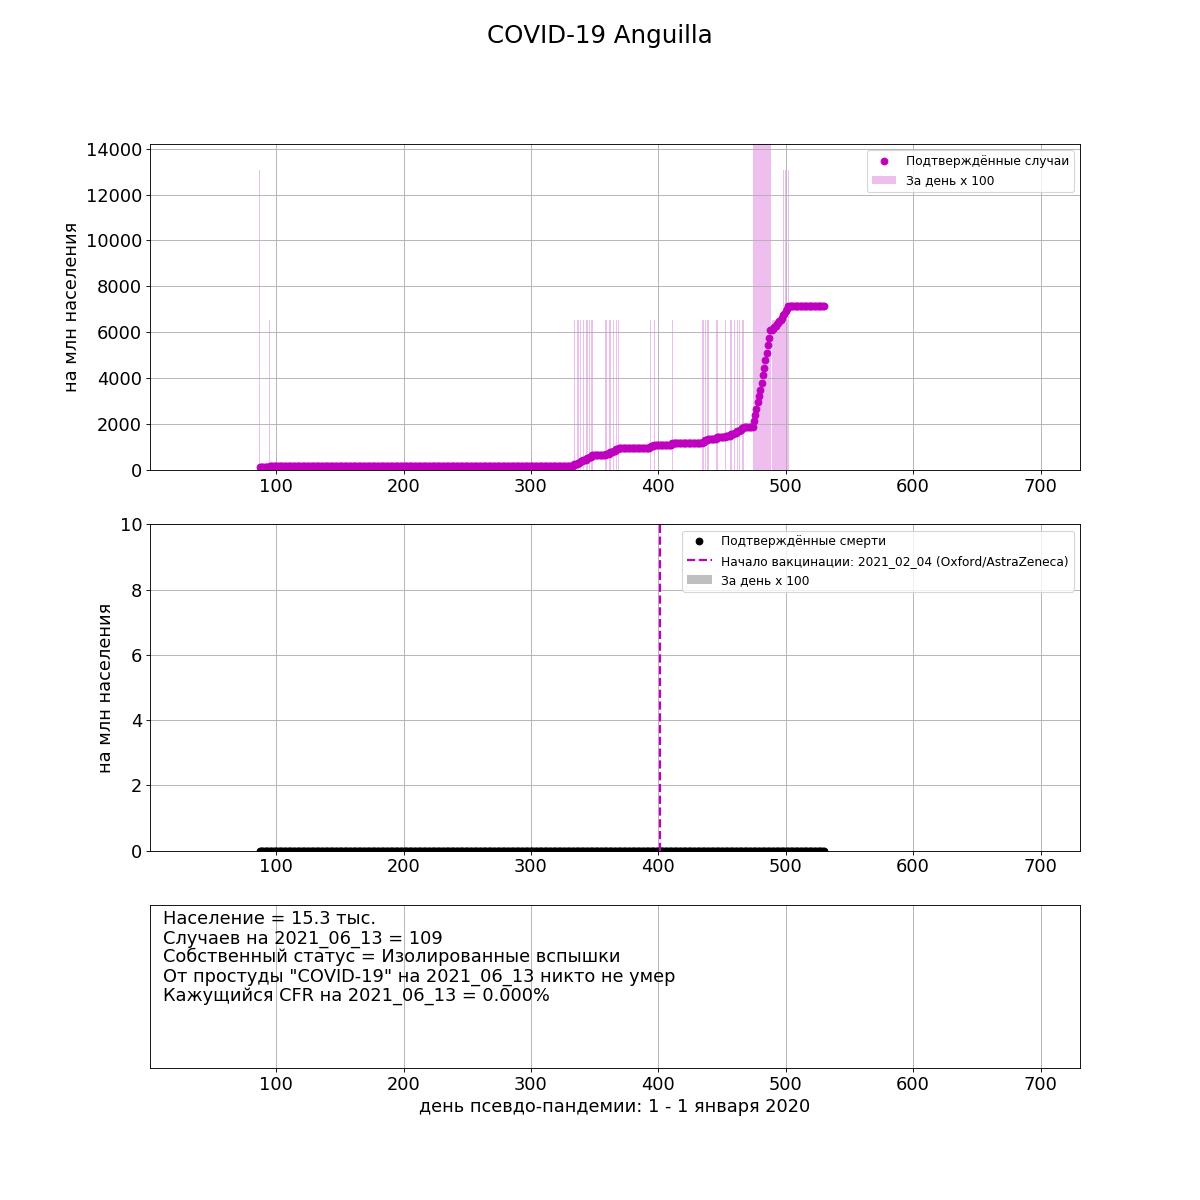 COVID-19 Anguilla
14000
12000
10000
8000
6000
4000
2000
0
на млн населения
Подтверждённые случаи
За день x 100
100 200 300 400 500 600 700
10
8
6
4
2
0
на млн населения
Подтверждённые смерти
Начало вакцинации: 2021_02_04 (Oxford/AstraZeneca)
За день x 100
100 200 300 400 500 600 700
Население = 15.3 тыс.
Случаев на 2021_06_13 = 109
Собственный статус = Изолированные вспышки
От простуды "COVID-19" на 2021_06_13 никто не умер
Кажущийся CFR на 2021_06_13 = 0.000%
100 200 300 400 500 600 700
день псевдо-пандемии: 1 - 1 января 2020